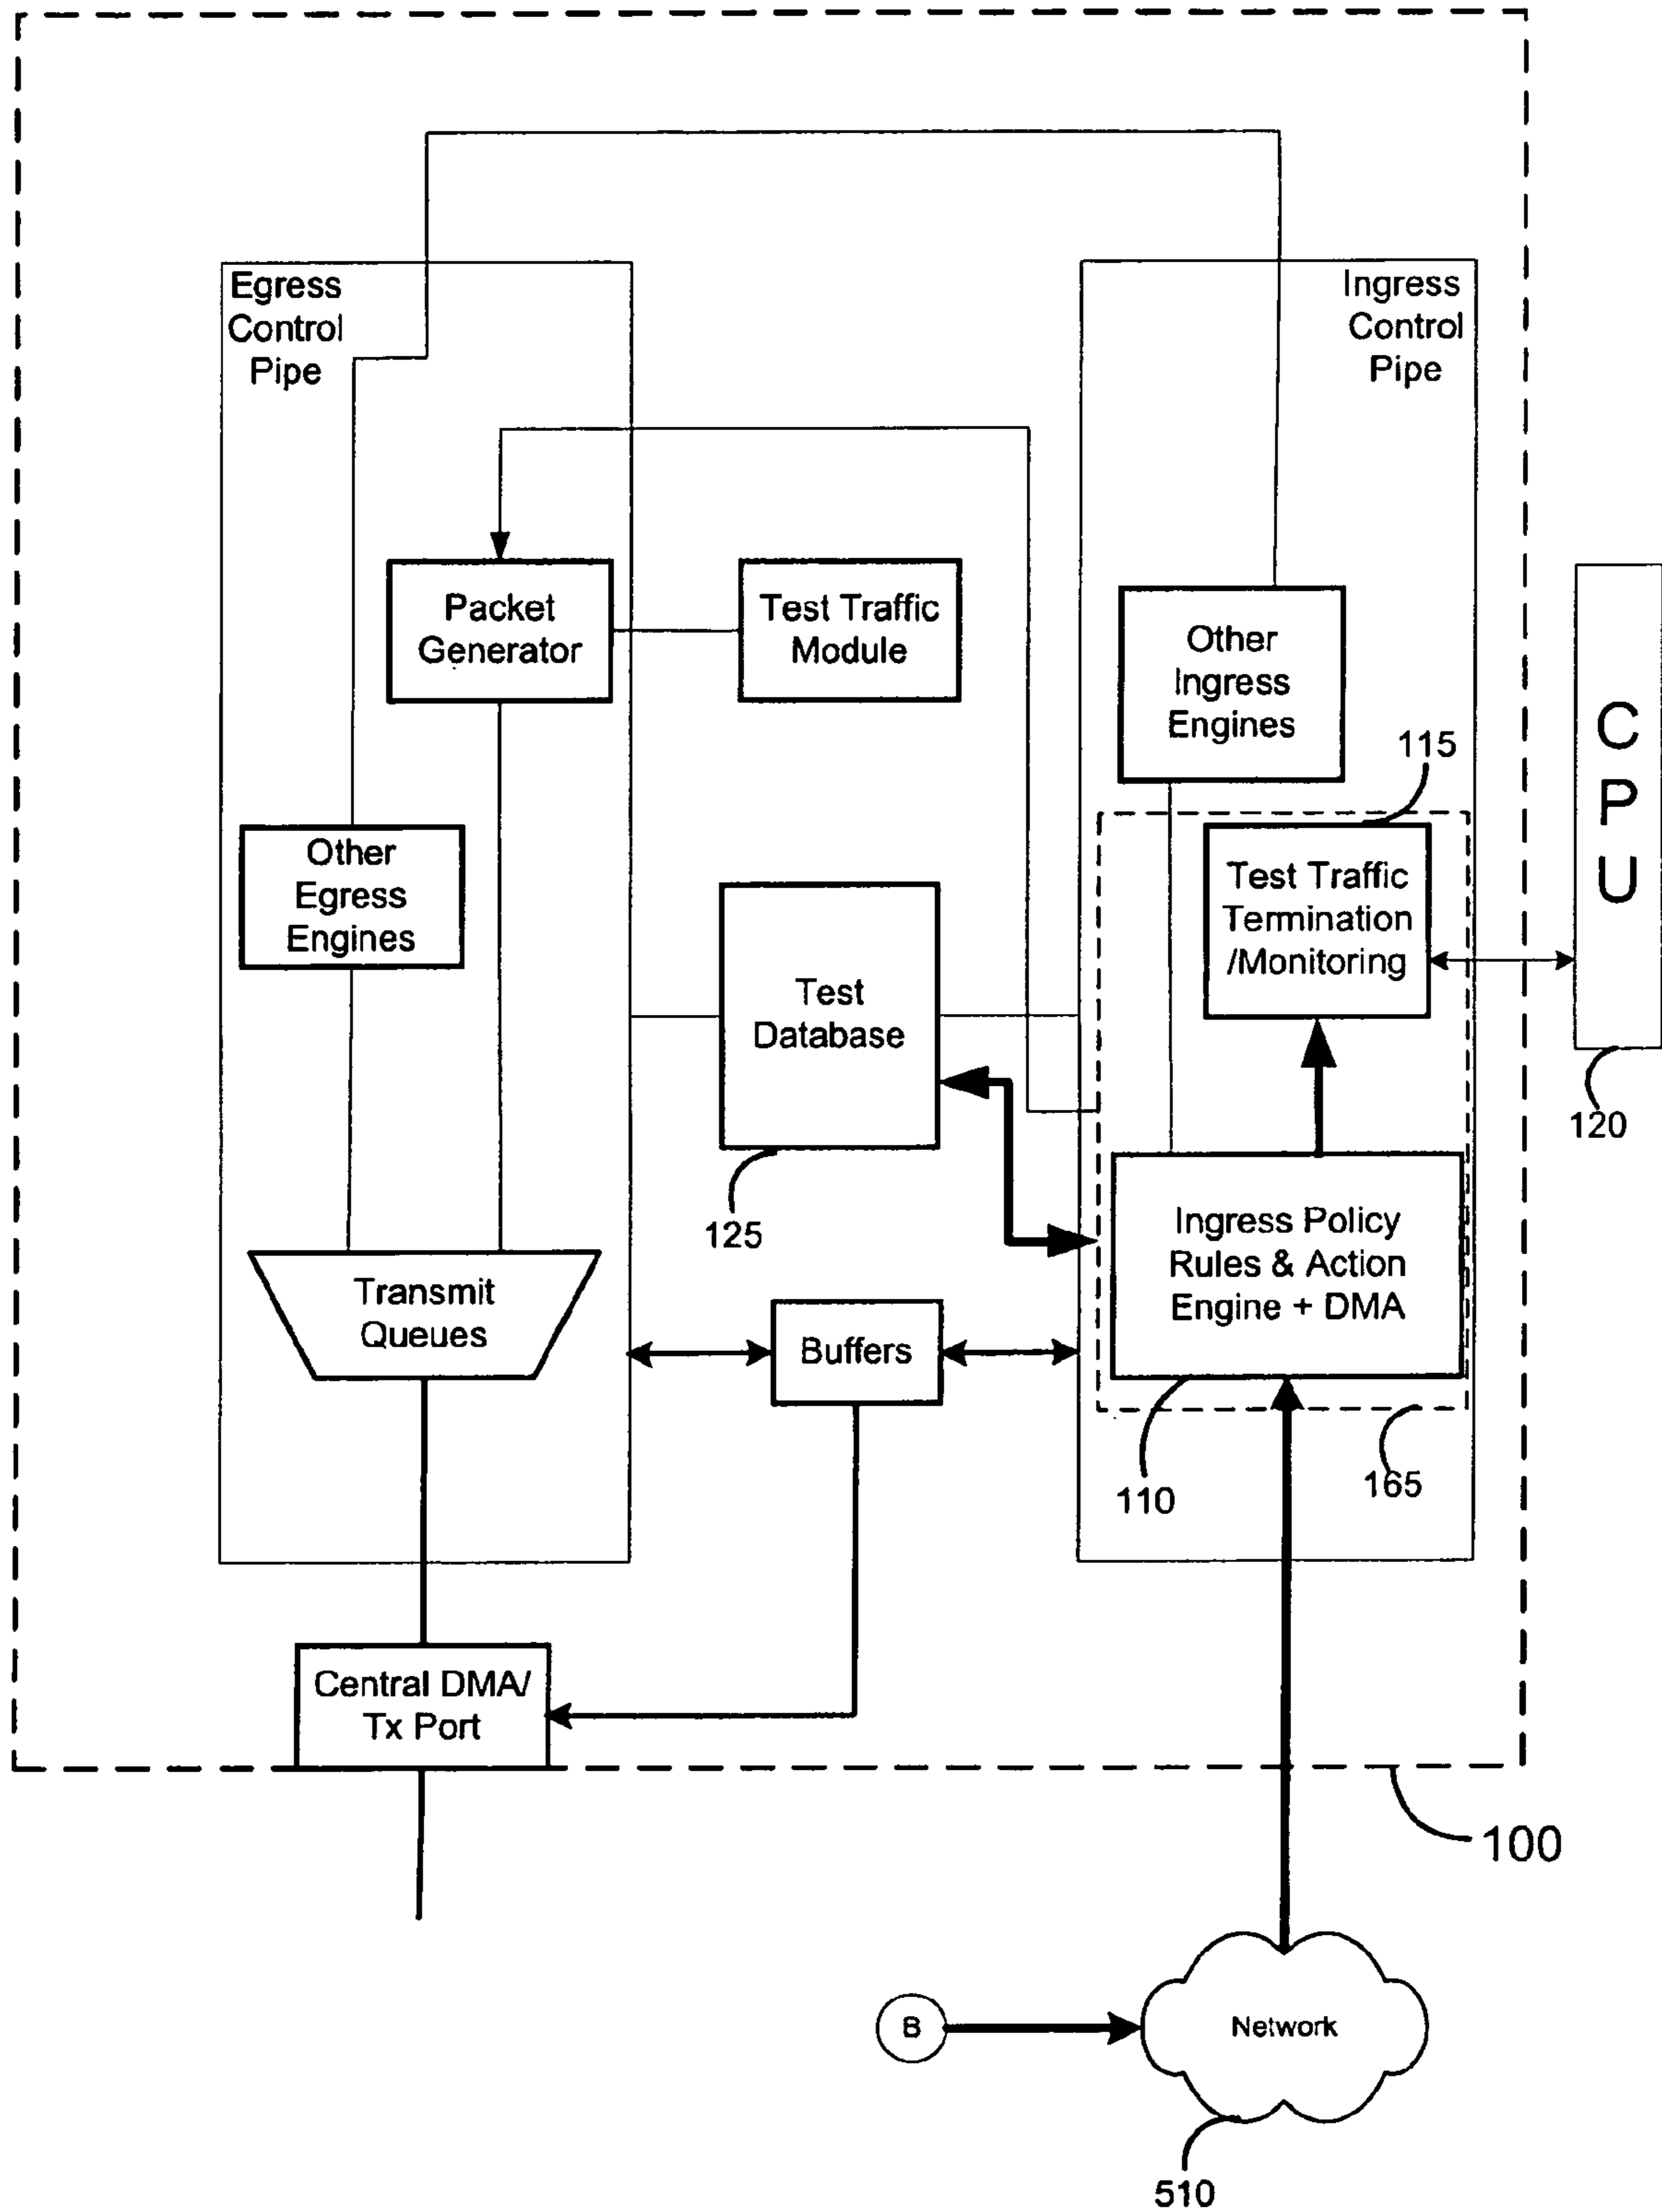 Egress
Control
Pipe
Ingress
Control
Pipe
Packet
Generator
Test Traffic
Module
Other
Ingress
Engines
C
P
U
115
Other
Egress
Engines
Test Traffic
Termination
/Monitoring
Test
Database
120
125
Ingress Policy
Rules & Action
Engine + DMA
Transmit
Queues
Buffers
110
165
Central DMA/
Tx Port
100
B
Network
510